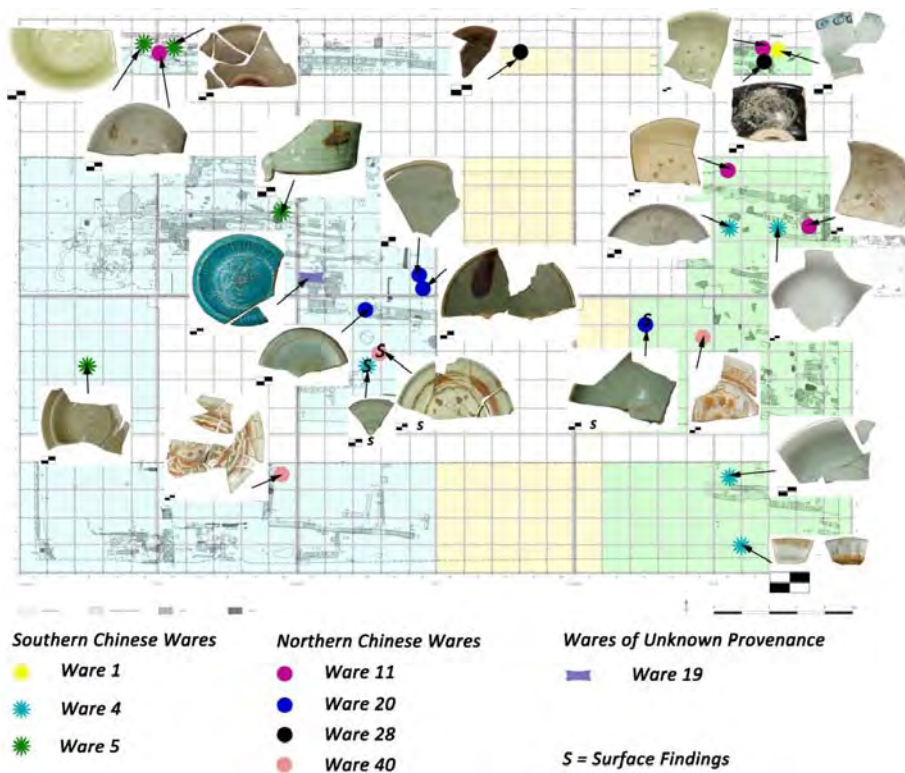 S
S
S
S
S
S
Southern Chinese Wares
Northern Chinese Wares
Wares of Unknown Provenance
Ware 1
Ware 11
Ware 19
Ware 4
Ware 20
Ware 5
Ware 28
Ware 40
S = Surface Findings